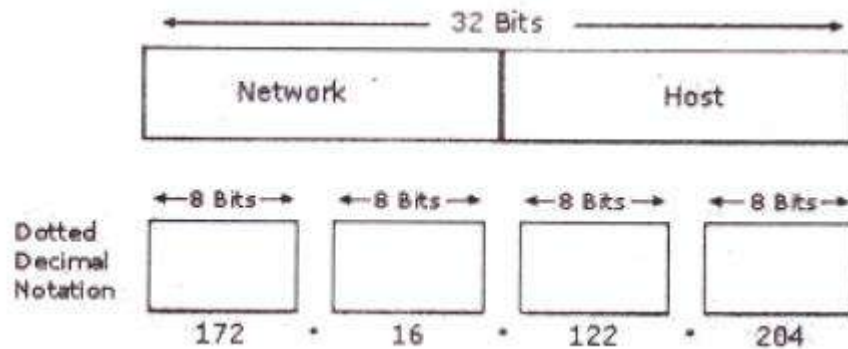 32 Bits
Network Host
8 Bits 8 Bits 8 Bits 8 Bits
Dotted
Decimal
Notation
172 . 16 . 122 . 204